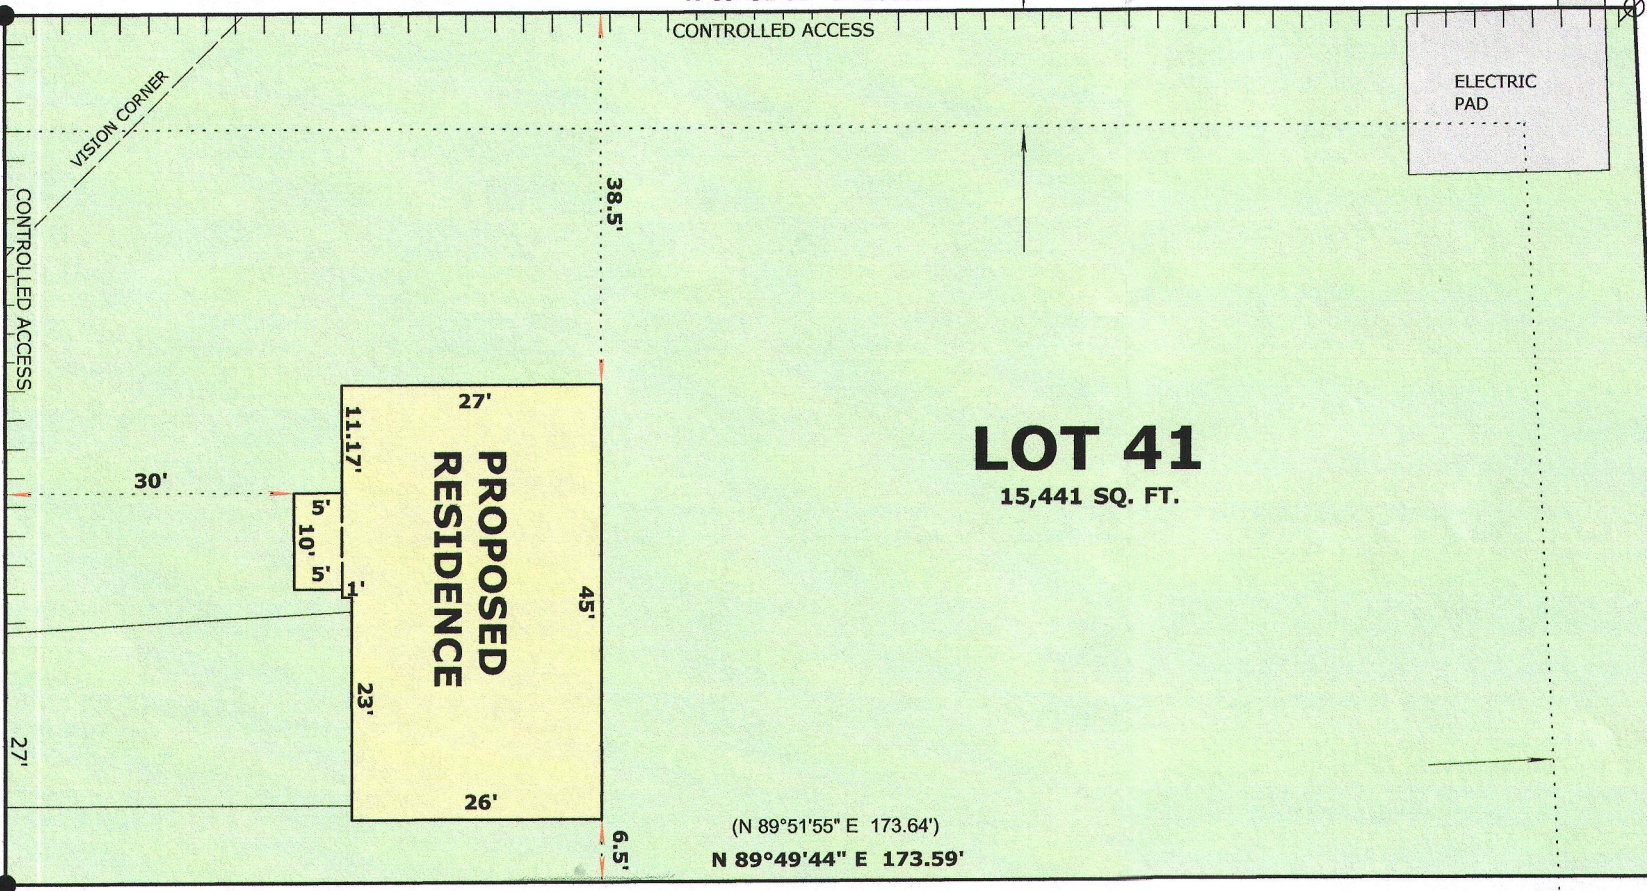 CONTROLLED ACCESS
ELECTRIC
PAD
VISION CORNER
38.5'
CONTROLLED ACCESS
27'
11.17'
LOT 41
15,441 SQ. FT.
30'
5'
10'
5'
1'
PROPOSED
RESIDENCE
45'
23'
27'
26'
6.5'
(N 89°51'55" E 173.64')
N 89°49'44" E 173.59'